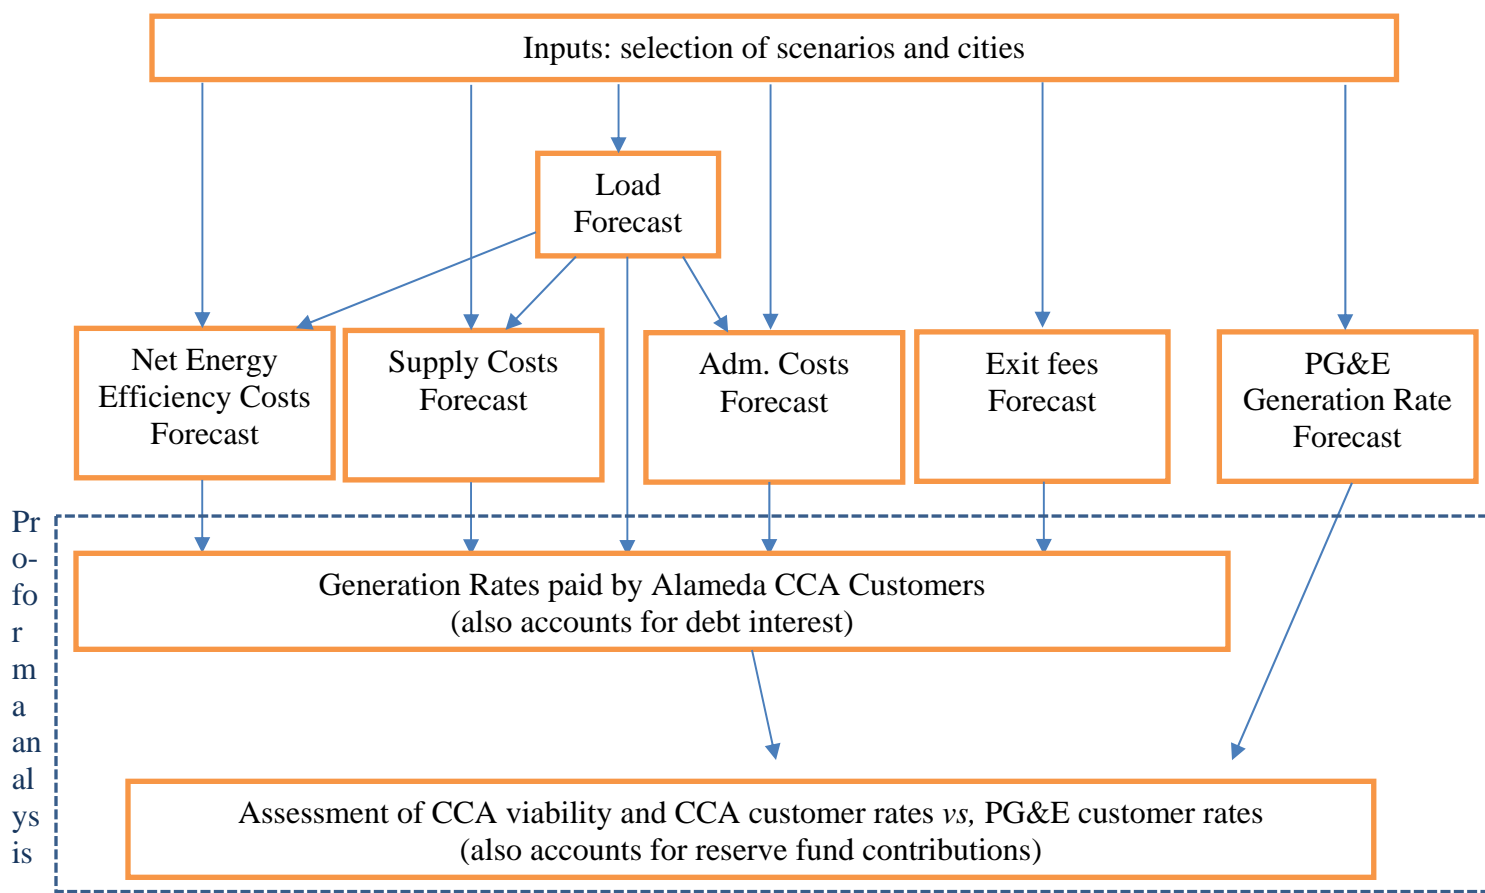 Inputs: selection of scenarios and cities
Load
Forecast
Net Energy
Efficiency Costs
Forecast
Supply Costs
Forecast
Adm. Costs
Forecast
Exit fees
Forecast
PG&E
Generation Rate
Forecast
Pr
o-
fo
r
m
a
an
al
ys
is
Generation Rates paid by Alameda CCA Customers
(also accounts for debt interest)
Assessment of CCA viability and CCA customer rates vs, PG&E customer rates
(also accounts for reserve fund contributions)